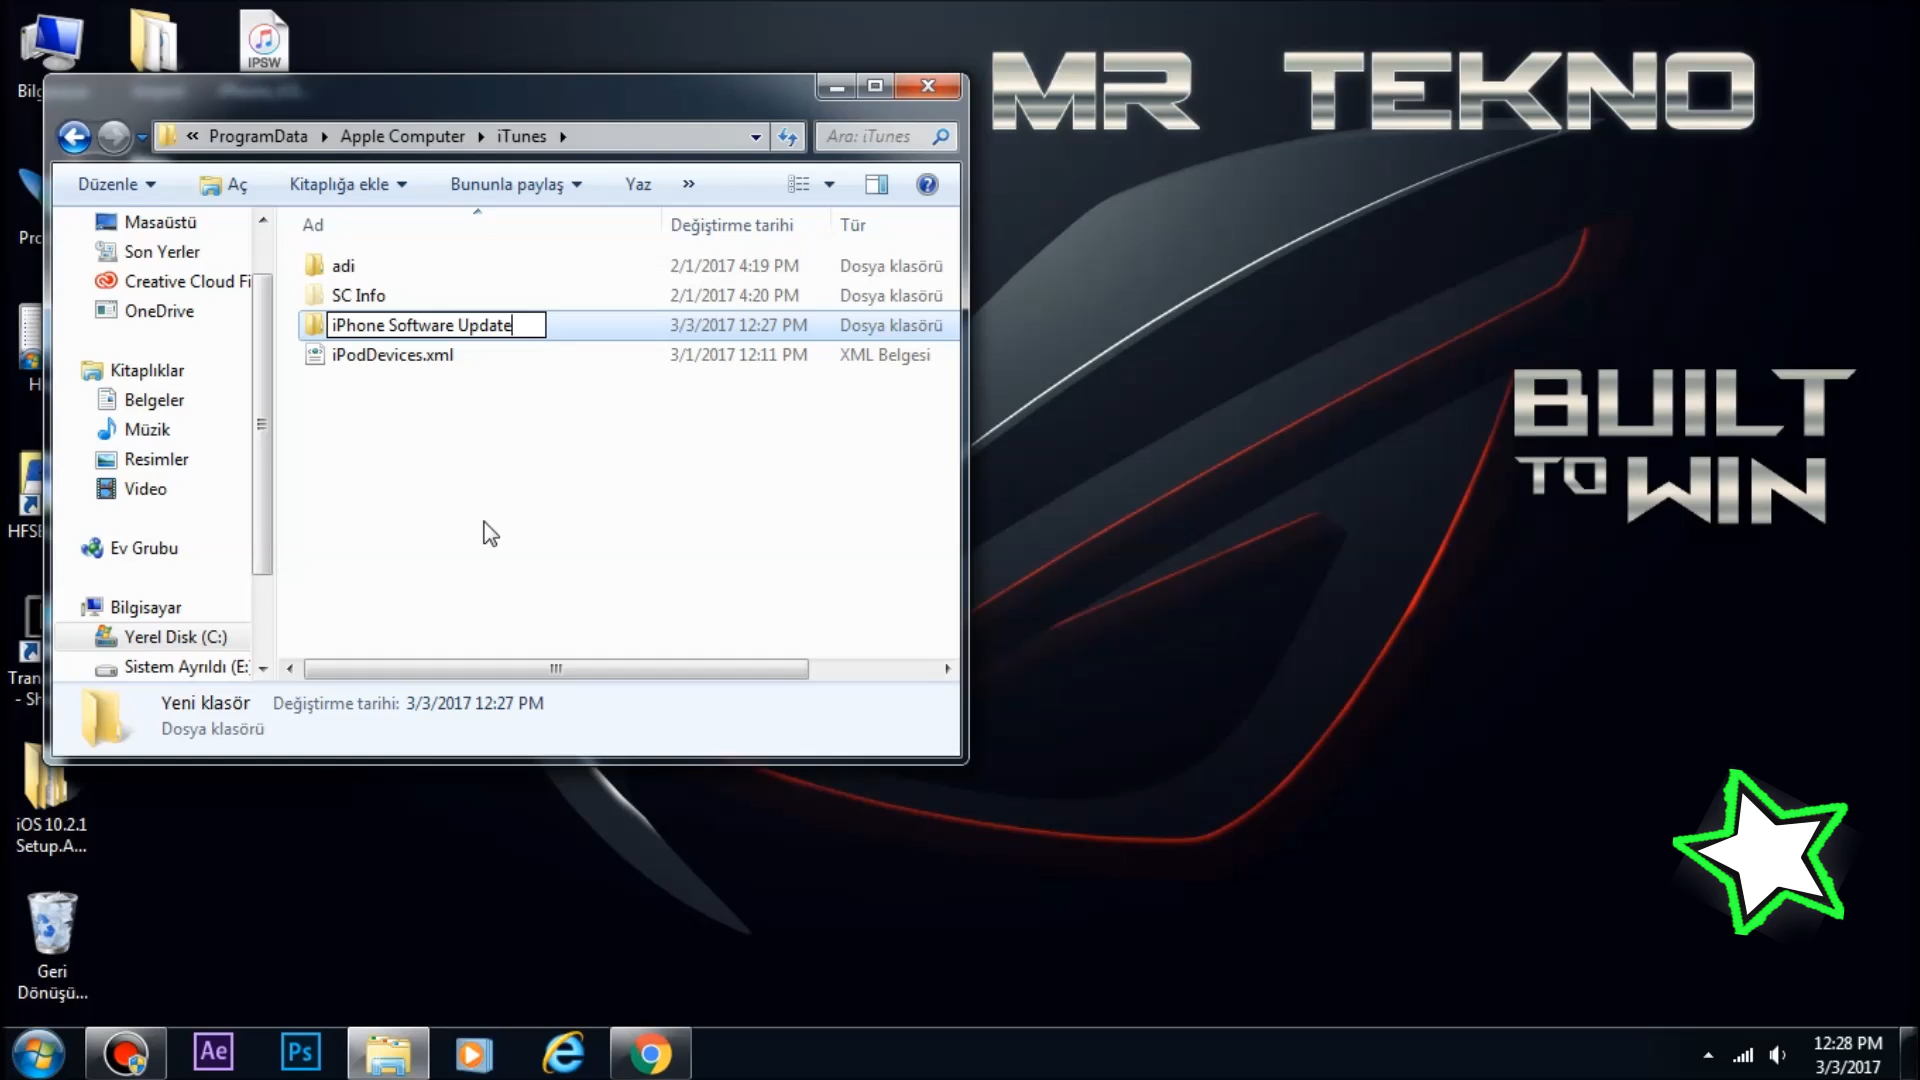 MR TEKNO
BUILT
TO WIN
IPSW
« ProgramData ▸ Apple Computer ▸ iTunes ▸
Ara: iTunes
Düzenle
Aç
Kitaplığa ekle
Bununla paylaş
Yaz
»
Masaüstü
Son Yerler
Creative Cloud Fi
OneDrive
Kitaplıklar
Belgeler
Müzik
Resimler
Video
Ev Grubu
Bilgisayar
Yerel Disk (C:)
Sistem Ayrıldı (E:
Ad Değiştirme tarihi Tür
adi 2/1/2017 4:19 PM Dosya klasörü
SC Info 2/1/2017 4:20 PM Dosya klasörü
iPhone Software Update 3/3/2017 12:27 PM Dosya klasörü
iPodDevices.xml 3/1/2017 12:11 PM XML Belgesi
Yeni klasör Değiştirme tarihi: 3/3/2017 12:27 PM
Dosya klasörü
Bilg
Prc
H
HFSE
Tran
- Sh
iOS 10.2.1
Setup.A...
Geri
Dönüşü...
Ae
Ps
12:28 PM
3/3/2017